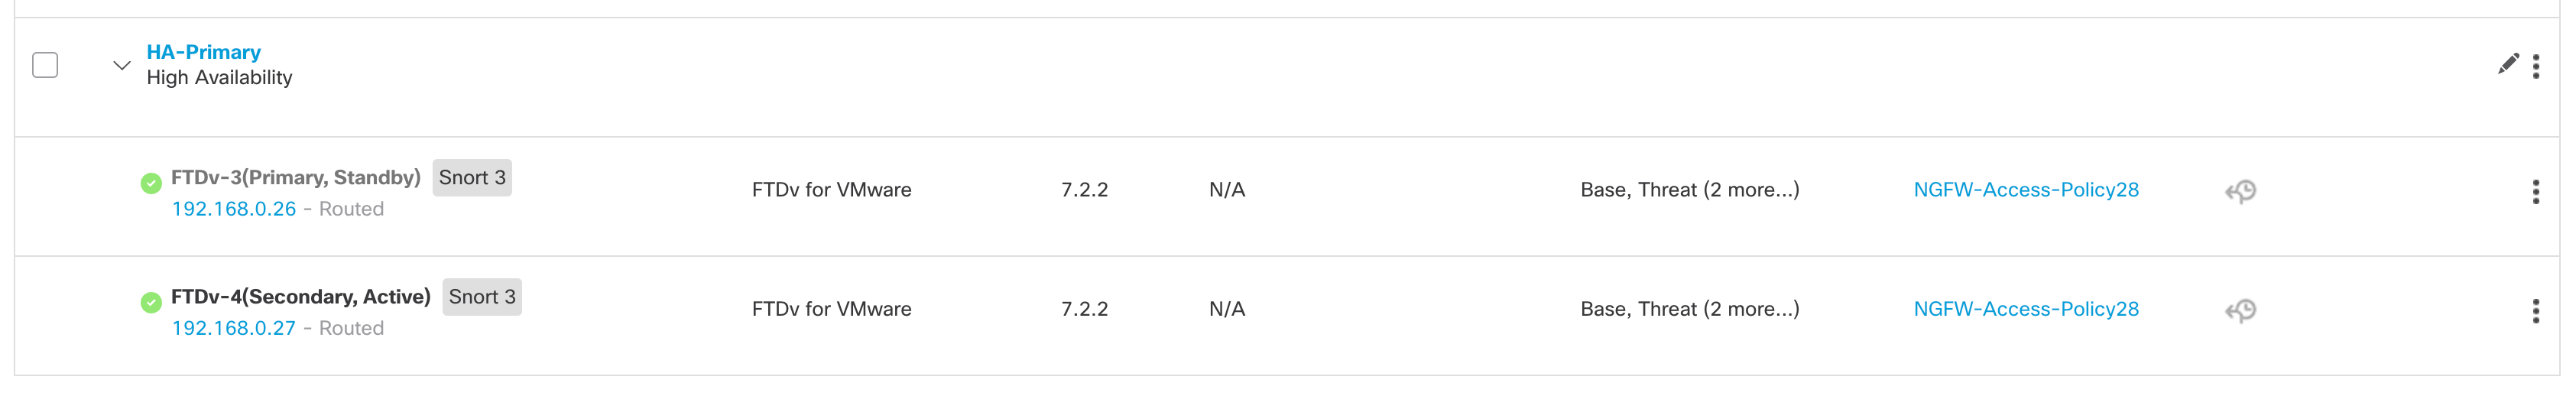 HA-Primary
High Availability
FTDv-3(Primary, Standby) Snort 3
192.168.0.26 - Routed
FTDv for VMware
7.2.2
N/A
Base, Threat (2 more...)
NGFW-Access-Policy28
FTDv-4(Secondary, Active) Snort 3
192.168.0.27 - Routed
FTDv for VMware
7.2.2
N/A
Base, Threat (2 more...)
NGFW-Access-Policy28